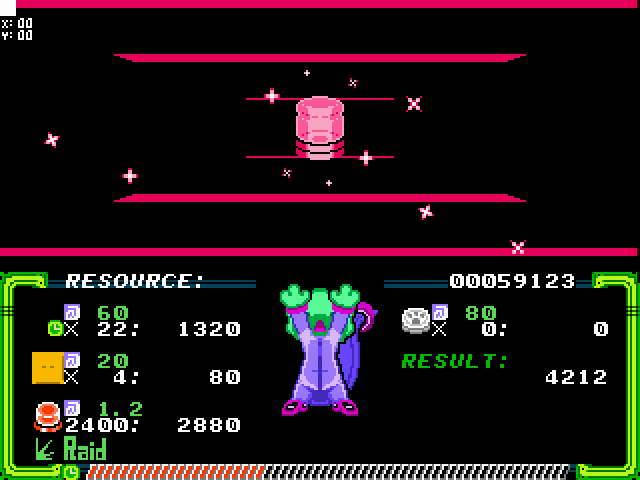 X:00
Y:00
RESOURCE: 00059123
60 80
X 22: 1320 X 0: 0
20 RESULT:
X 4: 80 4212
1.2
2400: 2880
Raid